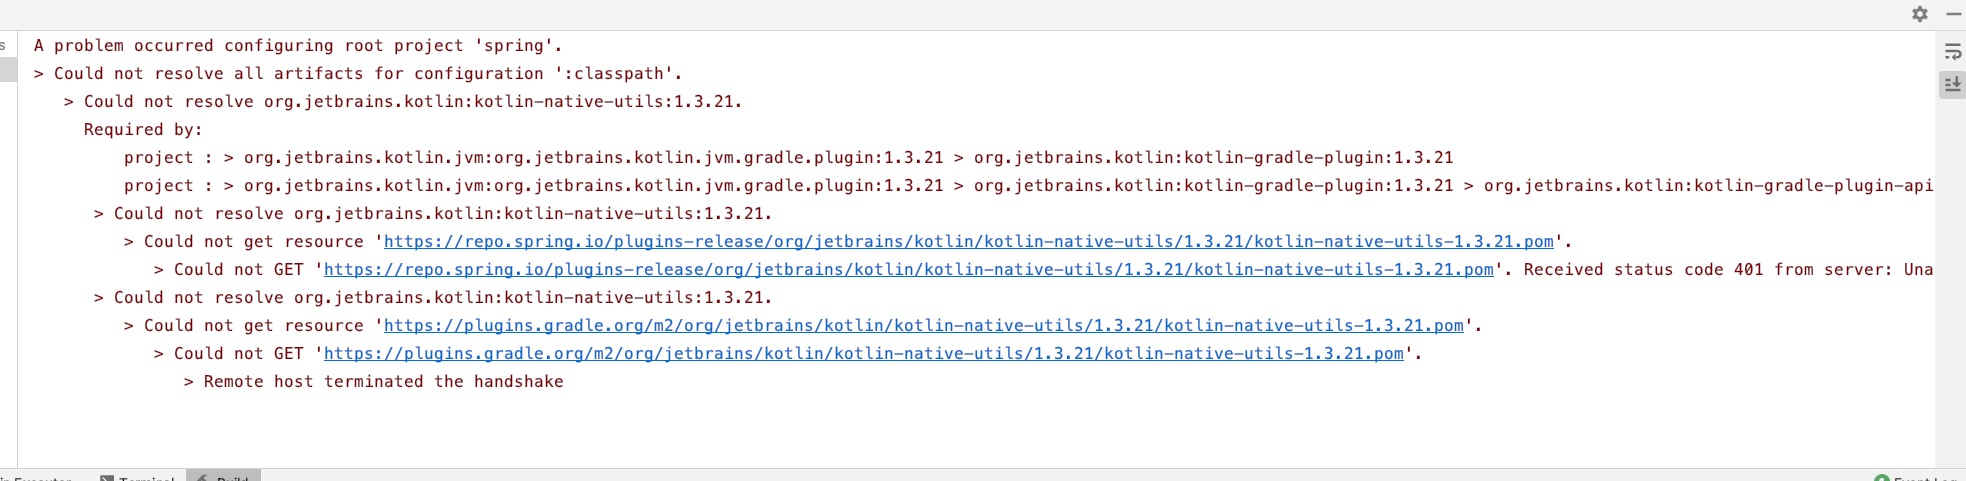 s
A problem occurred configuring root project 'spring'.
> Could not resolve all artifacts for configuration ':classpath'.
> Could not resolve org.jetbrains.kotlin:kotlin-native-utils:1.3.21.
Required by:
project : > org.jetbrains.kotlin.jvm:org.jetbrains.kotlin.jvm.gradle.plugin:1.3.21 > org.jetbrains.kotlin:kotlin-gradle-plugin:1.3.21
project : > org.jetbrains.kotlin.jvm:org.jetbrains.kotlin.jvm.gradle.plugin:1.3.21 > org.jetbrains.kotlin:kotlin-gradle-plugin:1.3.21 > org.jetbrains.kotlin:kotlin-gradle-plugin-api
> Could not resolve org.jetbrains.kotlin:kotlin-native-utils:1.3.21.
> Could not get resource 'https://repo.spring.io/plugins-release/org/jetbrains/kotlin/kotlin-native-utils/1.3.21/kotlin-native-utils-1.3.21.pom'.
> Could not GET 'https://repo.spring.io/plugins-release/org/jetbrains/kotlin/kotlin-native-utils/1.3.21/kotlin-native-utils-1.3.21.pom'. Received status code 401 from server: Una
> Could not resolve org.jetbrains.kotlin:kotlin-native-utils:1.3.21.
> Could not get resource 'https://plugins.gradle.org/m2/org/jetbrains/kotlin/kotlin-native-utils/1.3.21/kotlin-native-utils-1.3.21.pom'.
> Could not GET 'https://plugins.gradle.org/m2/org/jetbrains/kotlin/kotlin-native-utils/1.3.21/kotlin-native-utils-1.3.21.pom'.
> Remote host terminated the handshake
Terminal Build Event Log